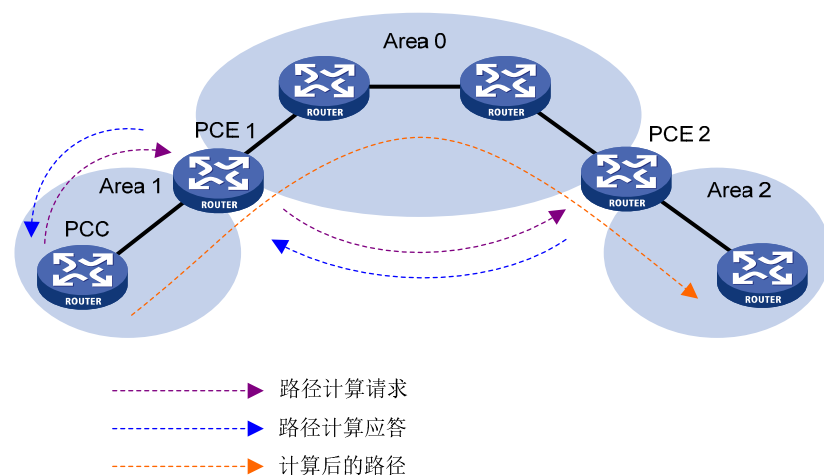 Area 0
ROUTER
ROUTER
PCE 1
PCE 2
ROUTER
ROUTER
Area 1
Area 2
PCC
ROUTER
ROUTER
路径计算请求
路径计算应答
计算后的路径